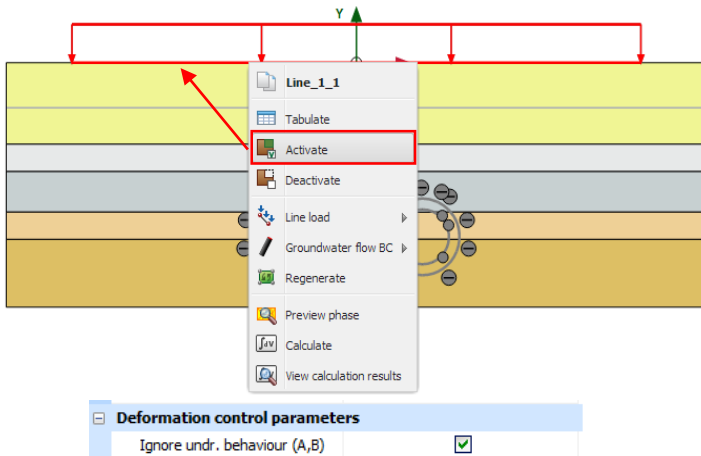 Y
Line_1_1
Tabulate
Activate
Deactivate
Line load
Groundwater flow BC
Regenerate
Preview phase
∫dV Calculate
View calculation results
Deformation control parameters
Ignore undr. behaviour (A,B)